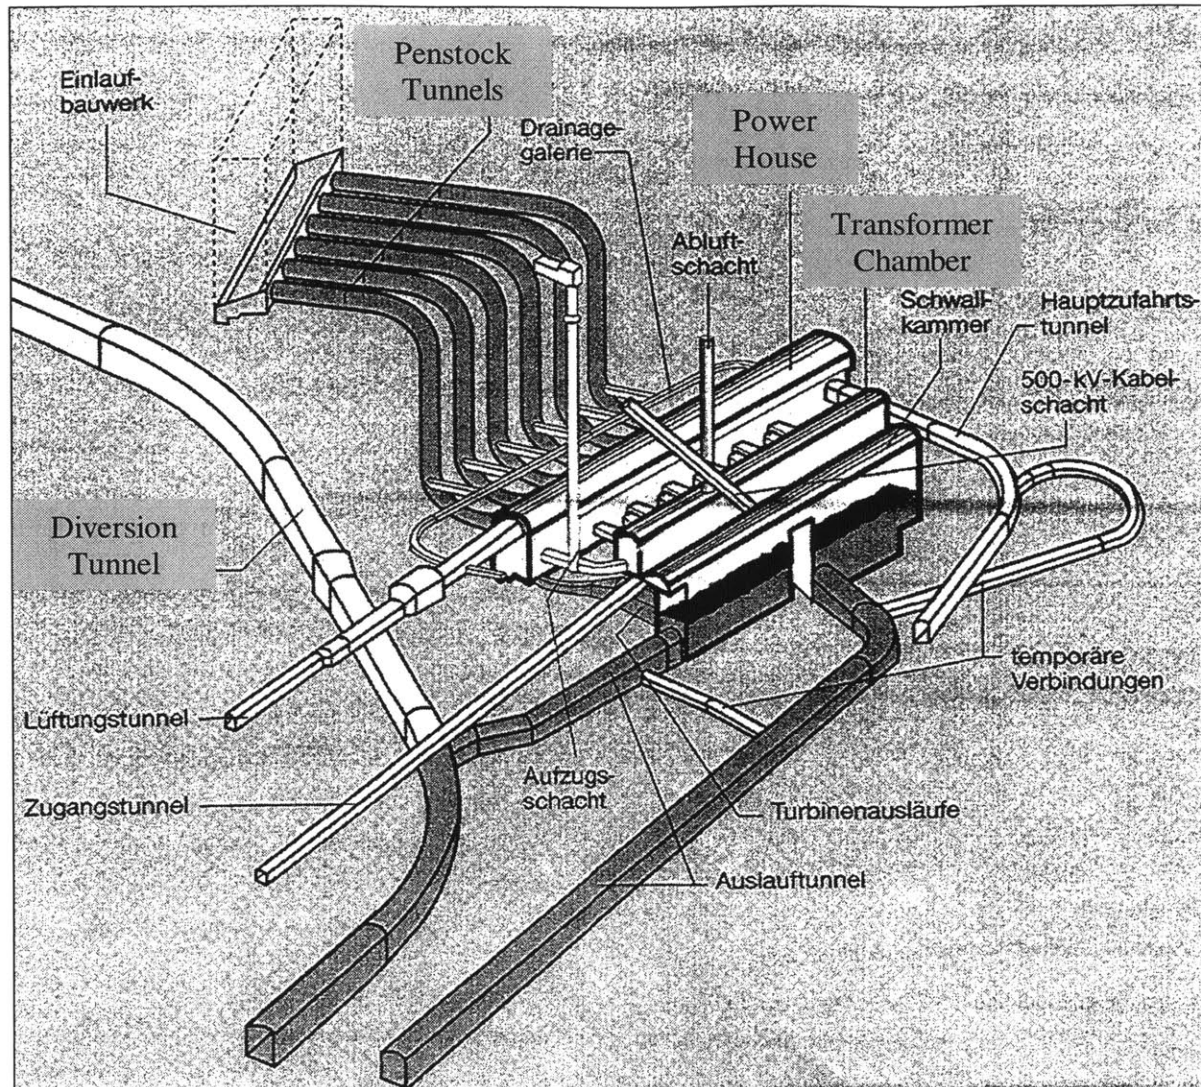 Einlauf-
bauwerk
Penstock
Tunnels
Drainage-
galerie
Power
House
Abluft-
schacht
Transformer
Chamber
Schwall-
kammer
Hauptzufahrts-
tunnel
500-kV-Kabel-
schacht
Diversion
Tunnel
temporäre
Verbindungen
Lüftungstunnel
Zugangstunnel
Aufzugs-
schacht
Turbinenausläufe
Auslauftunnel